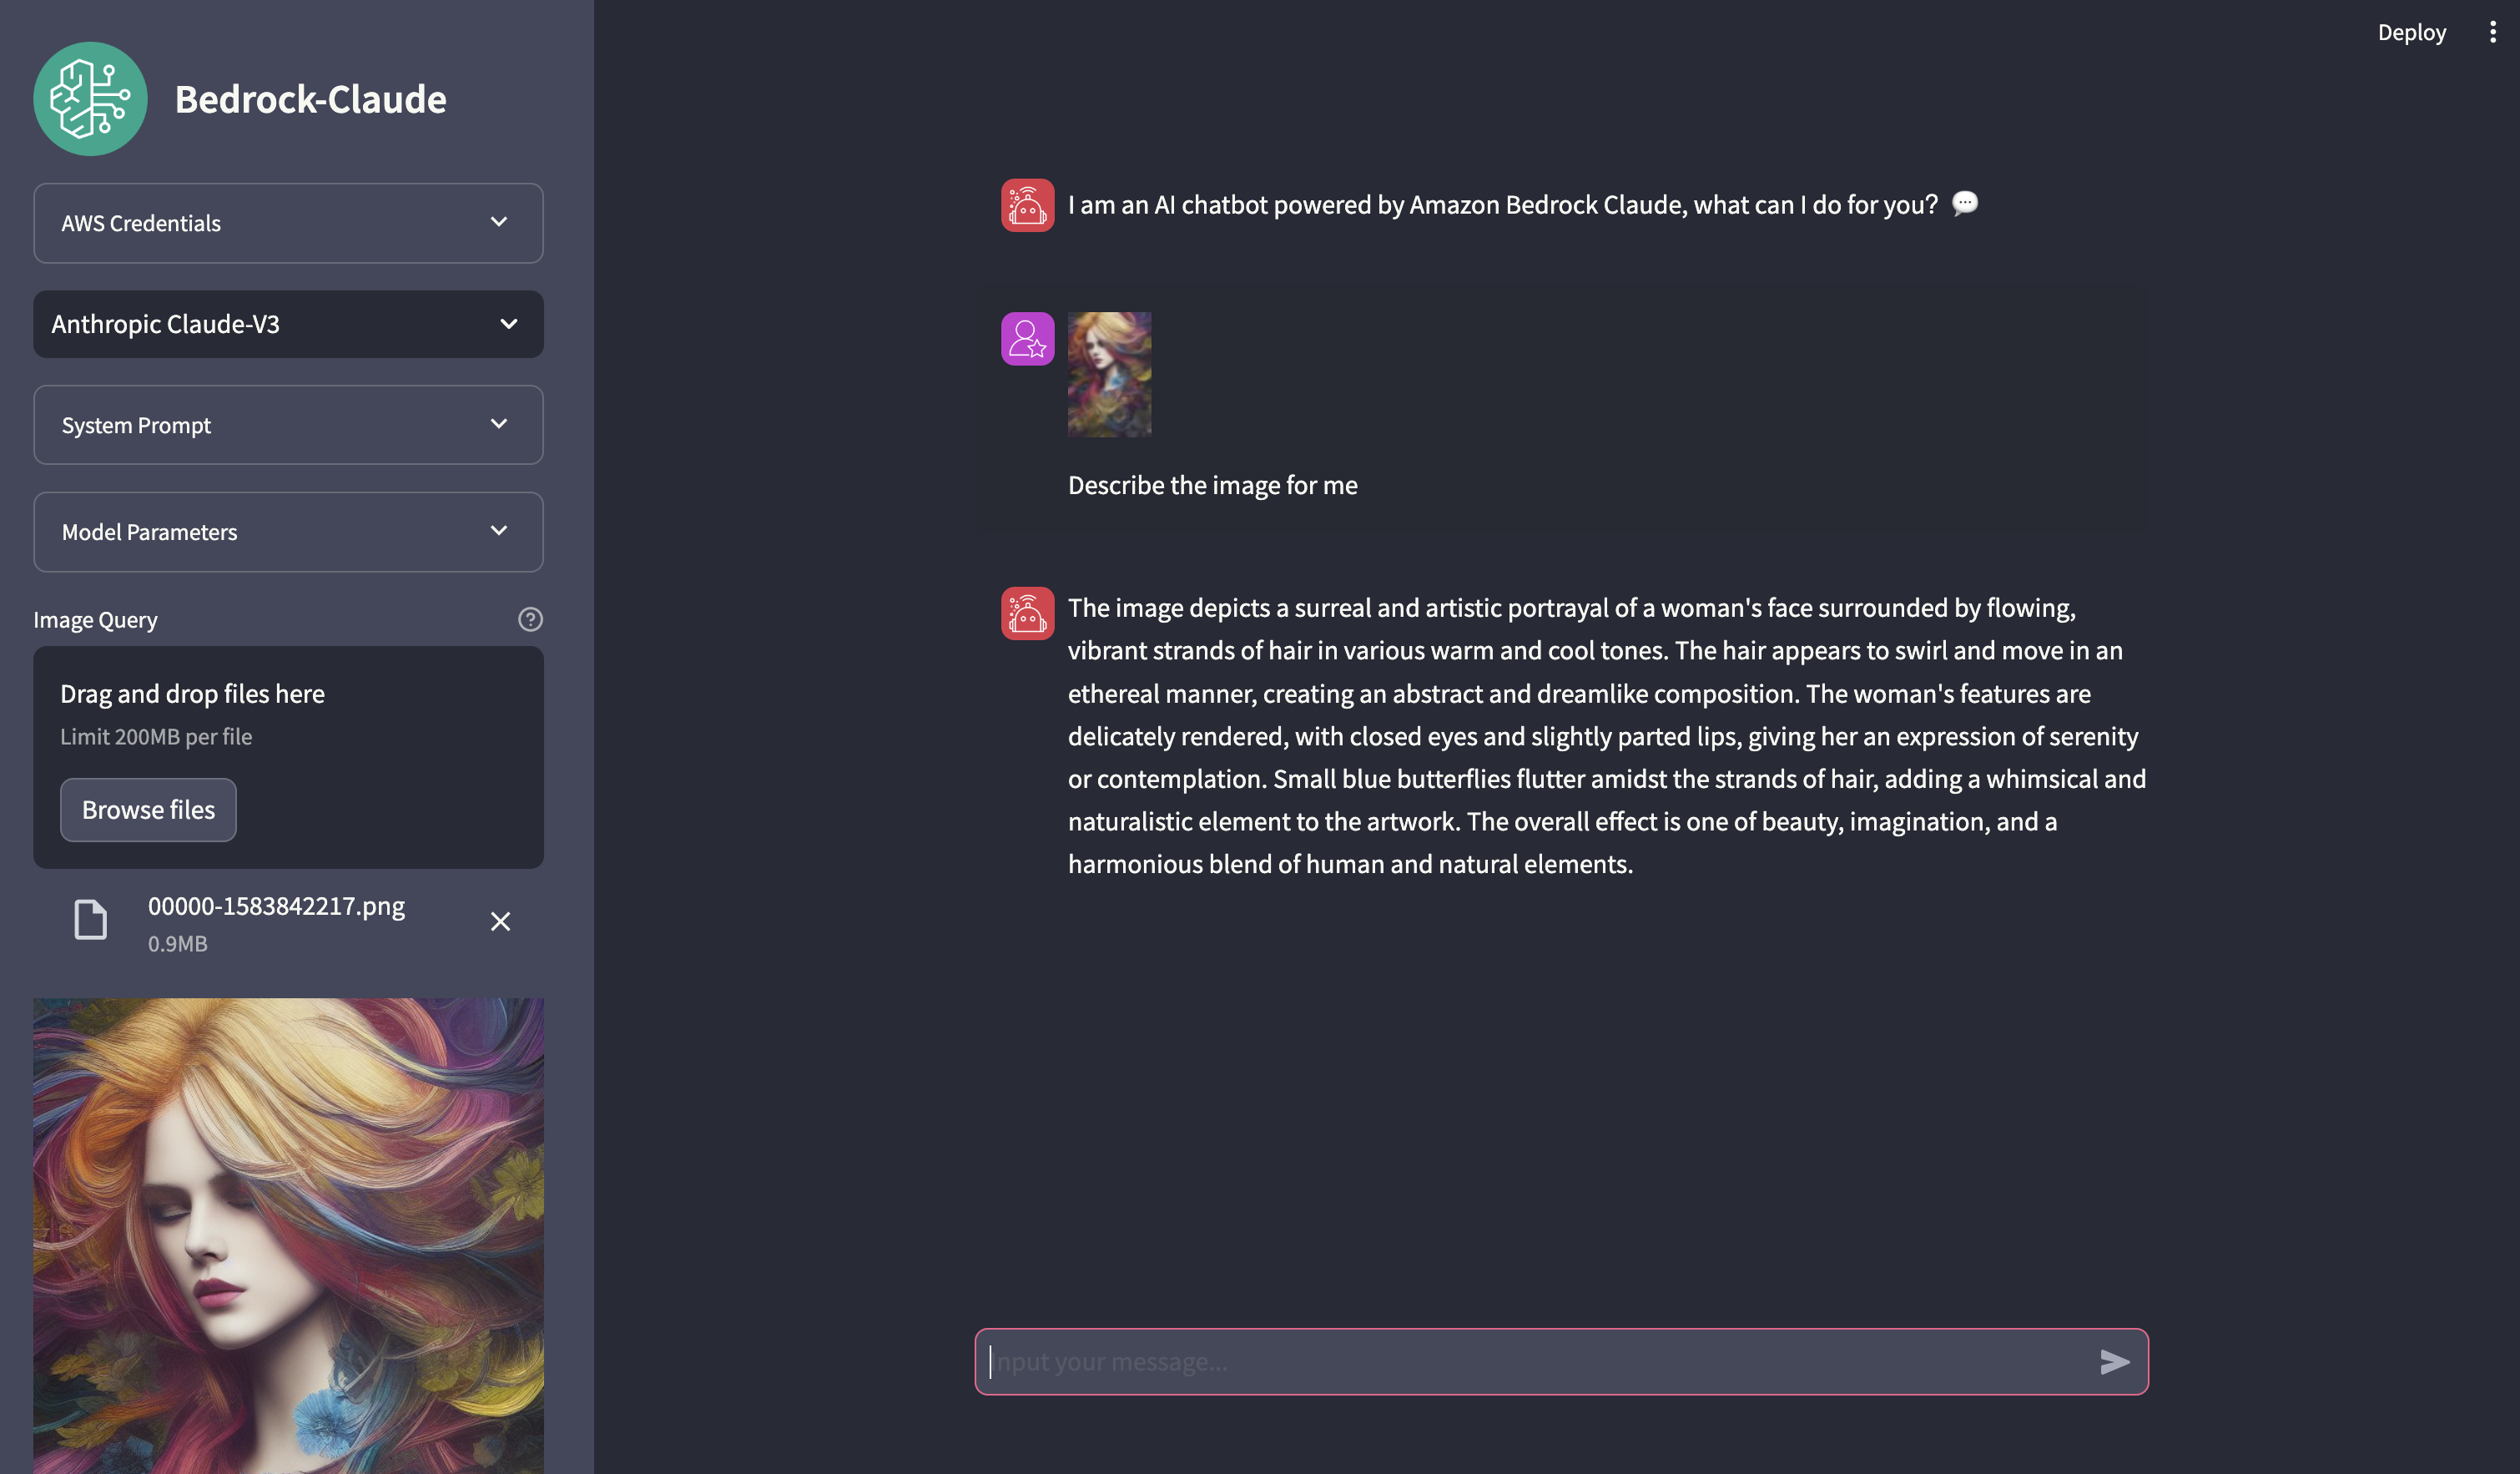 Deploy
Bedrock-Claude
AWS Credentials
Anthropic Claude-V3
System Prompt
Model Parameters
Image Query
Drag and drop files here
Limit 200MB per file
Browse files
00000-1583842217.png
0.9MB
I am an AI chatbot powered by Amazon Bedrock Claude, what can I do for you? 💬
Describe the image for me
The image depicts a surreal and artistic portrayal of a woman's face surrounded by flowing,
vibrant strands of hair in various warm and cool tones. The hair appears to swirl and move in an
ethereal manner, creating an abstract and dreamlike composition. The woman's features are
delicately rendered, with closed eyes and slightly parted lips, giving her an expression of serenity
or contemplation. Small blue butterflies flutter amidst the strands of hair, adding a whimsical and
naturalistic element to the artwork. The overall effect is one of beauty, imagination, and a
harmonious blend of human and natural elements.
Input your message...